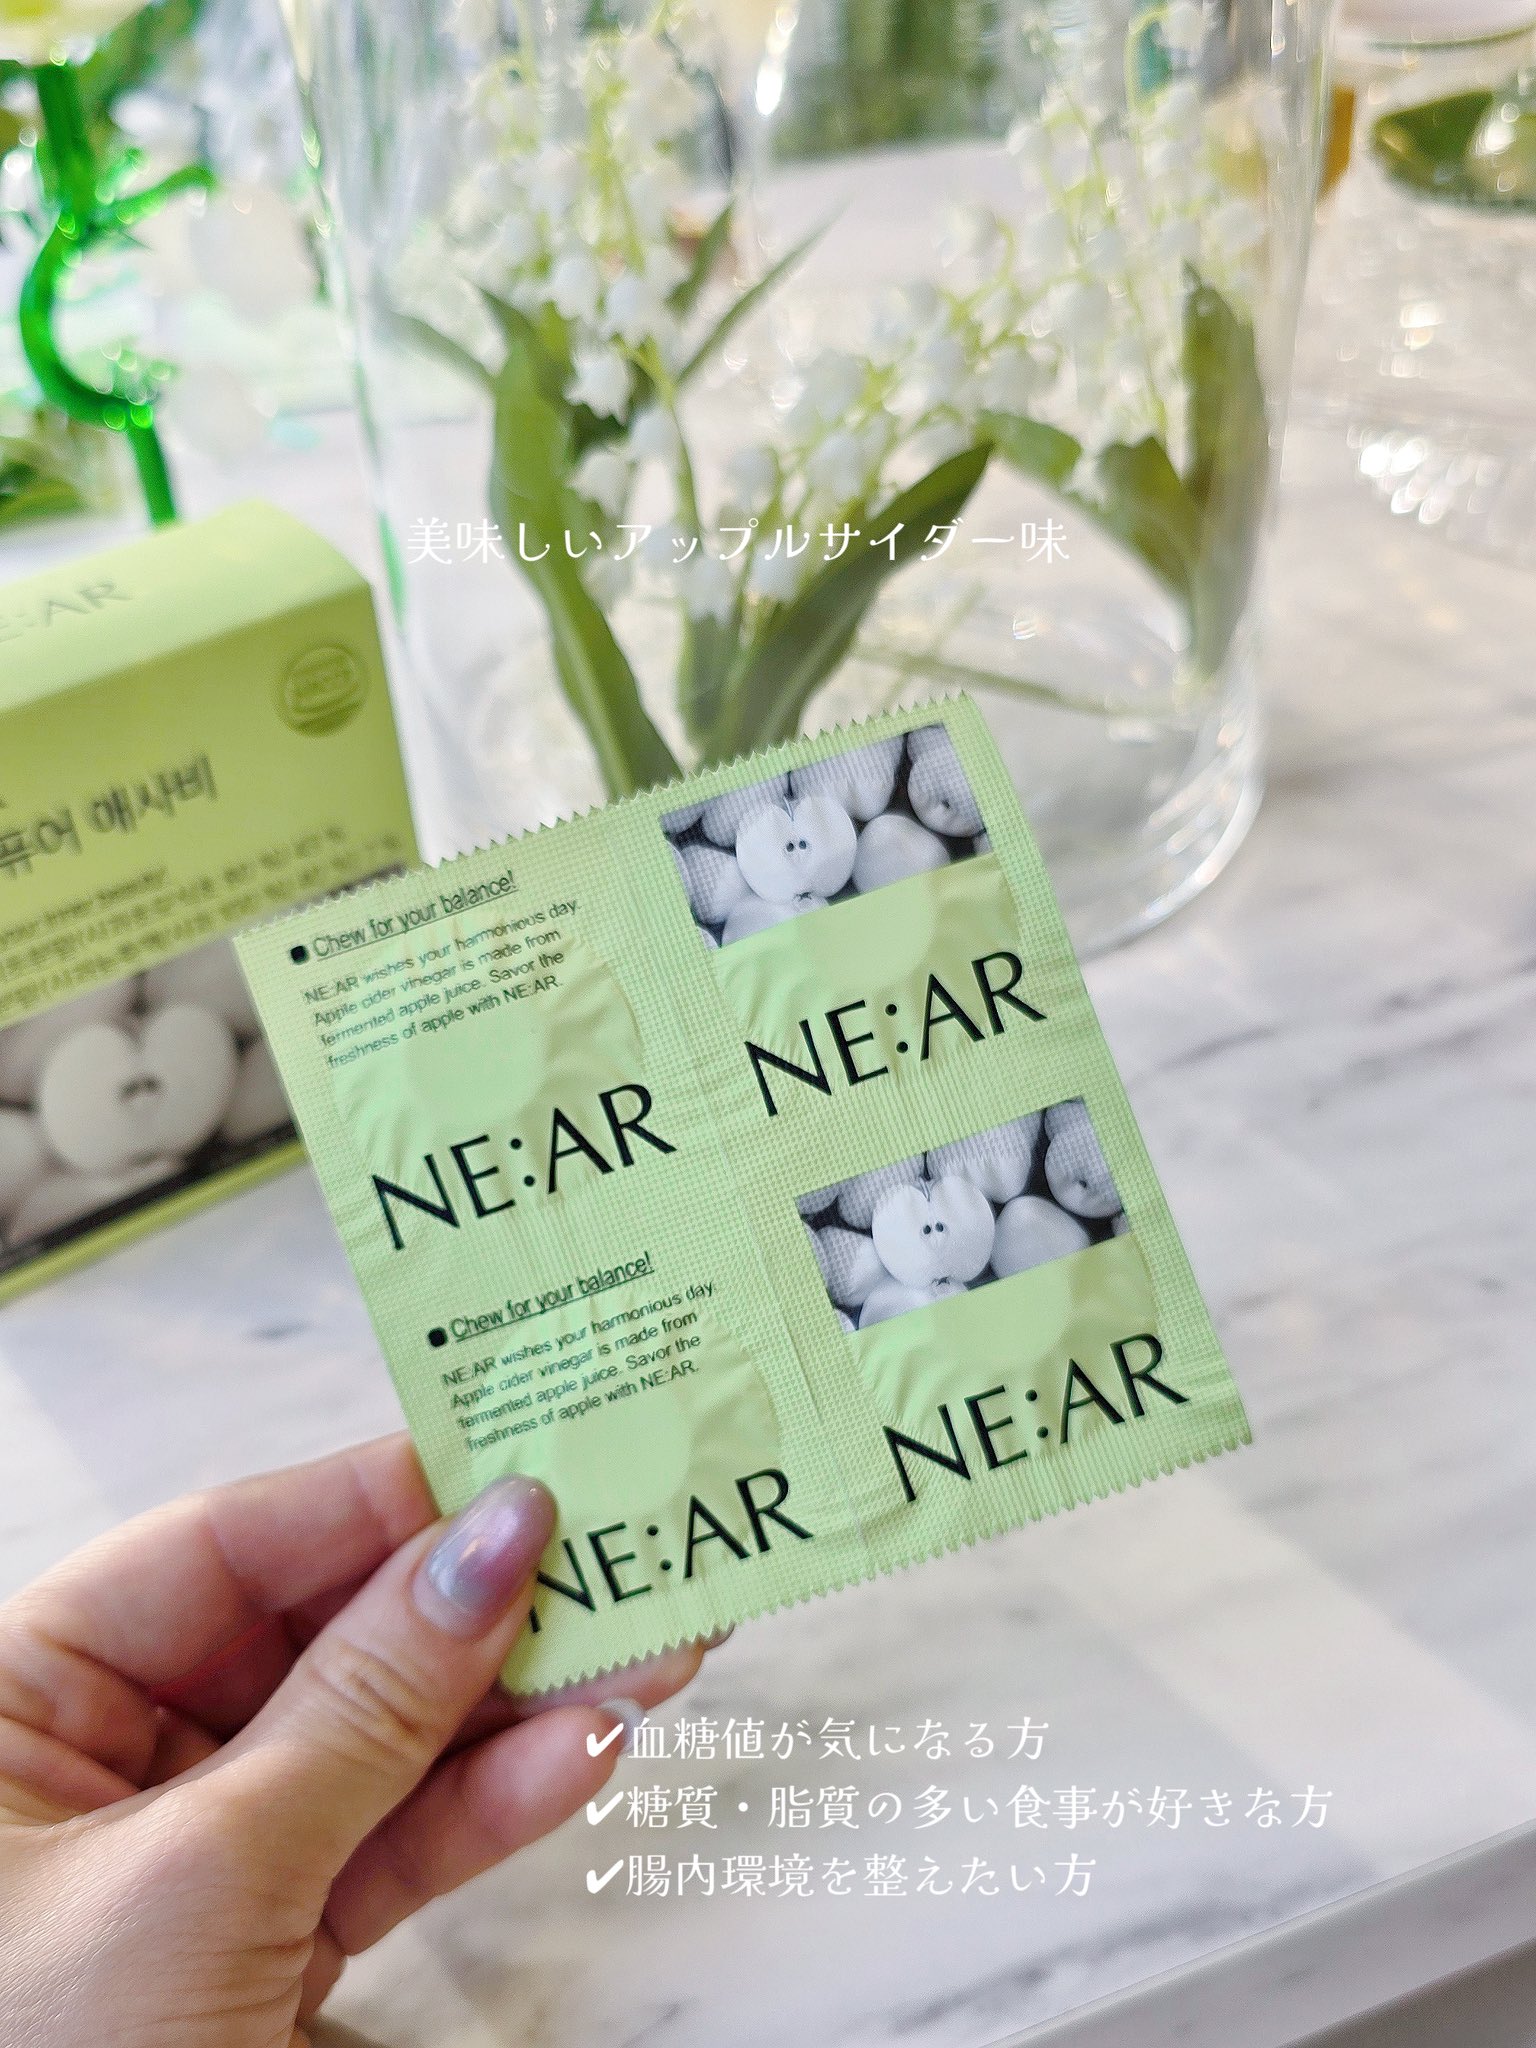 美味しいアップルサイダー味
NE:AR
퓨어 애사비
Chew for your balance!
NE:AR wishes your harmonious day.
Apple cider vinegar is made from
fermented apple juice. Savor the
freshness of apple with NE:AR.
NE:AR
NE:AR
Chew for your balance!
NE:AR wishes your harmonious day.
Apple cider vinegar is made from
fermented apple juice. Savor the
freshness of apple with NE:AR.
NE:AR
NE:AR
✔血糖値が気になる方
✔糖質・脂質の多い食事が好きな方
✔腸内環境を整えたい方